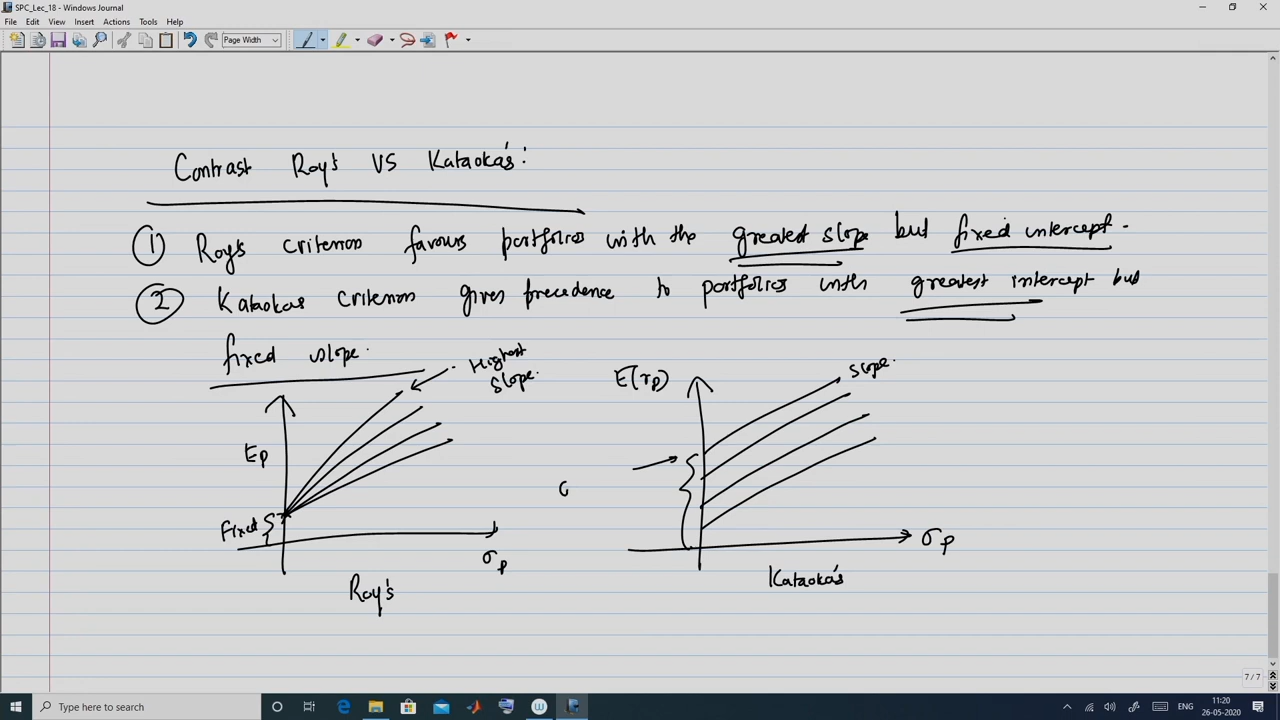 SPC_Lec_18 - Windows Journal
File Edit View Insert Actions Tools Help
Page Width
Contrast Roy's VS Kataoka's:
① Roy's criterion favours portfolios with the greatest slope but fixed intercept.
② Kataokas criterion gives precedence to portfolios with greatest intercept but
fixed slope.
Highest
slope.
Ep
Fixed
σp
Roy's
E(rp)
slope.
σp
Kataoka's
7 / 7
Type here to search
ENG
11:20
26-05-2020